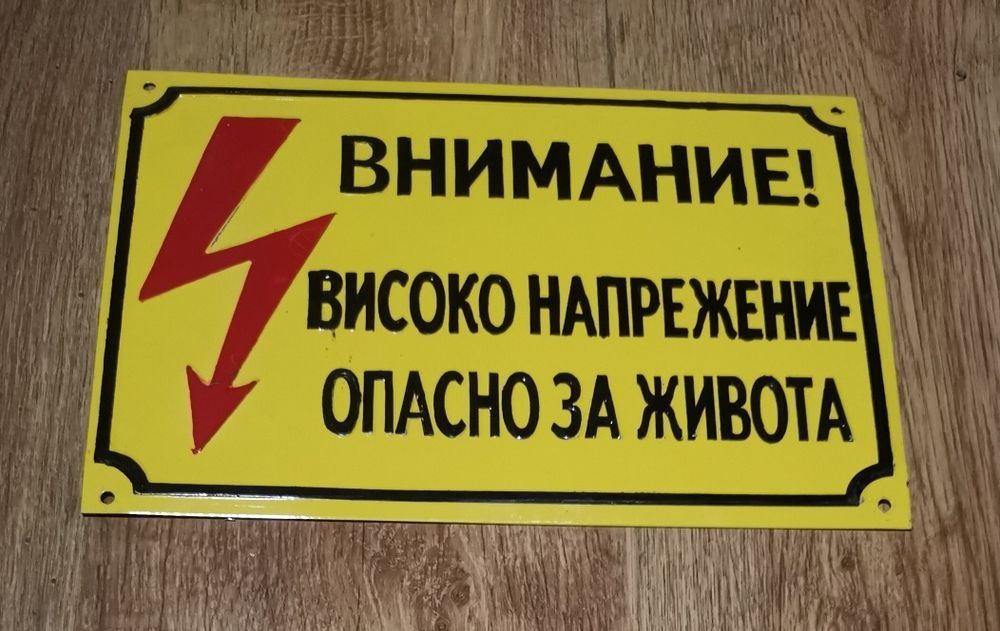 ВНИМАНИЕ!
ВИСОКО НАПРЕЖЕНИЕ
ОПАСНО ЗА ЖИВОТА